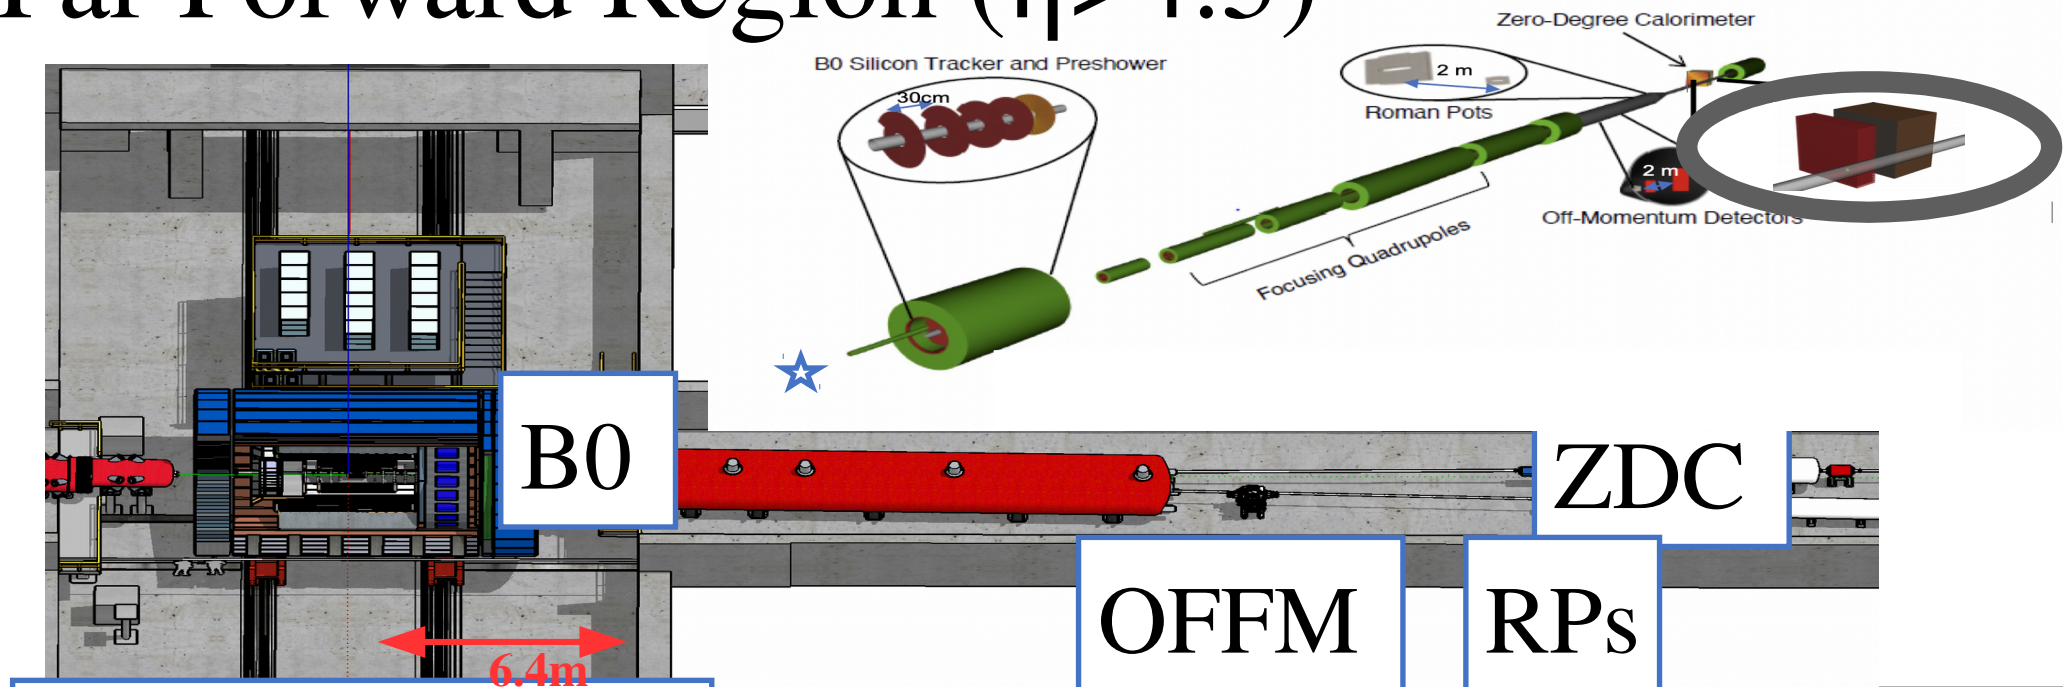 Far Forward Region (η> 4.5)
Zero-Degree Calorimeter
B0 Silicon Tracker and Preshower
30cm
2 m
Roman Pots
2 m
Off-Momentum Detectors
Focusing Quadrupoles
B0
ZDC
OFFM
RPs
6.4m